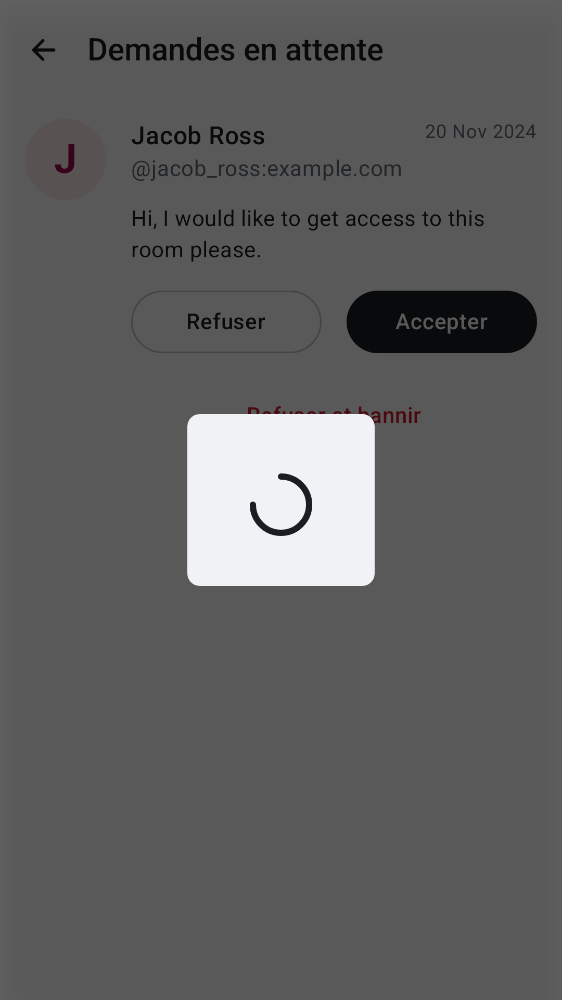 Demandes en attente
J
Jacob Ross
20 Nov 2024
@jacob_ross:example.com
Hi, I would like to get access to this
room please.
Refuser
Accepter
Refuser et bannir